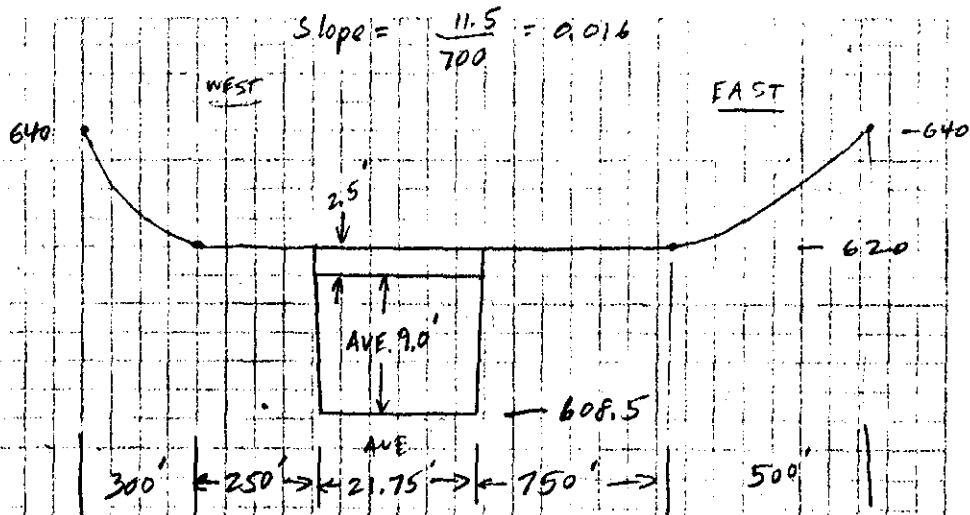 Slope = 11.5 / 700 = 0.016
WEST
EAST
640
-640
2.5'
- 620
AVE. 9.0'
- 608.5
AVE
300' ← 250' → ← 21.75' → ← 750' → 500'